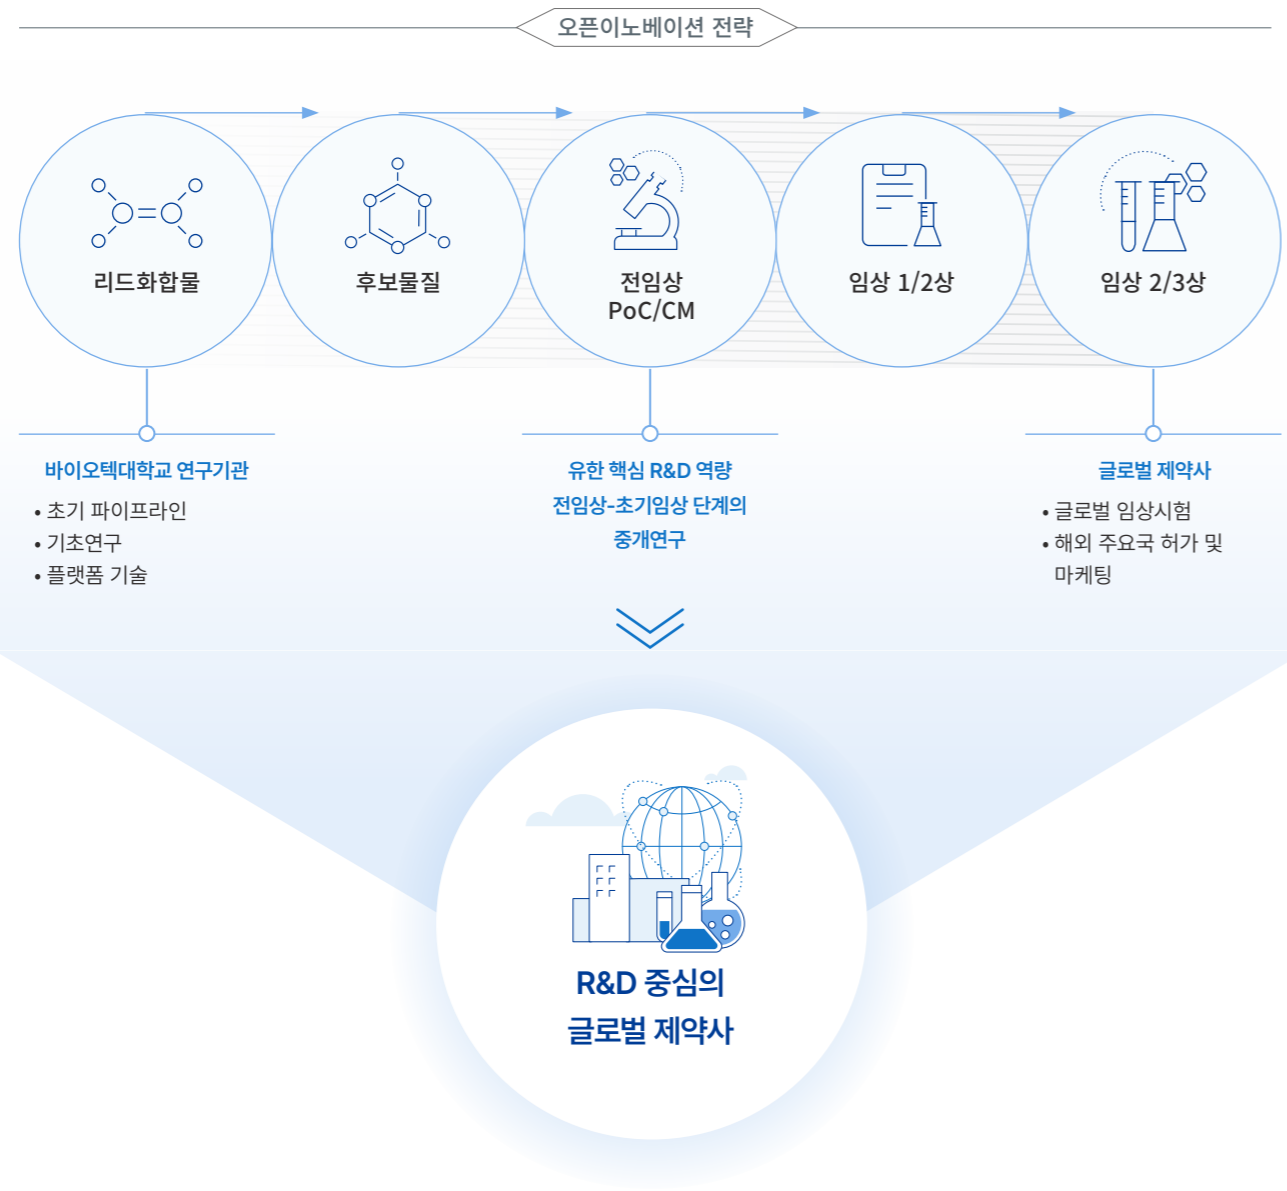 오픈이노베이션 전략
리드화합물
후보물질
전임상
PoC/CM
임상 1/2상
임상 2/3상
바이오텍대학교 연구기관
• 초기 파이프라인
• 기초연구
• 플랫폼 기술
유한 핵심 R&D 역량
전임상-초기임상 단계의
중개연구
글로벌 제약사
• 글로벌 임상시험
• 해외 주요국 허가 및
마케팅
R&D 중심의
글로벌 제약사